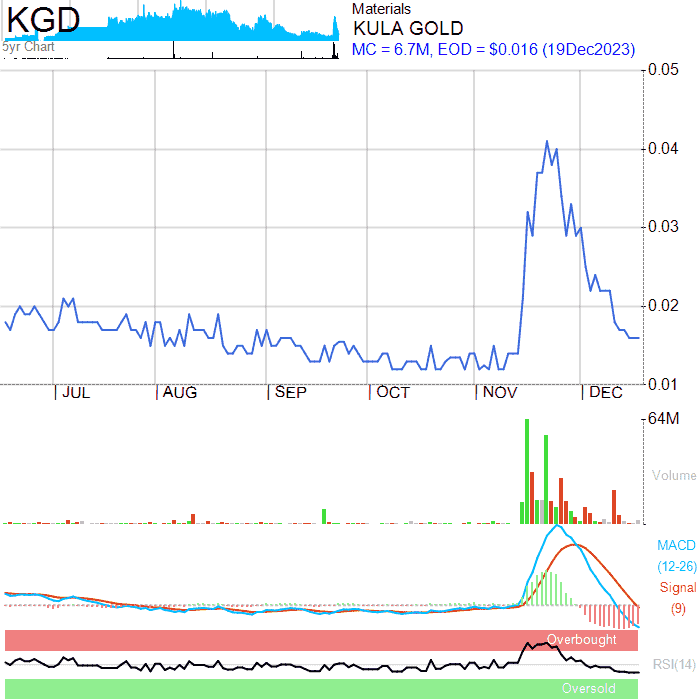 KGD
5yr Chart
Materials
KULA GOLD
MC = 6.7M, EOD = $0.016 (19Dec2023)
0.05
0.04
0.03
0.02
0.01
JUL AUG SEP OCT NOV DEC
64M
Volume
MACD
(12-26)
Signal
(9)
Overbought
RSI(14)
Oversold